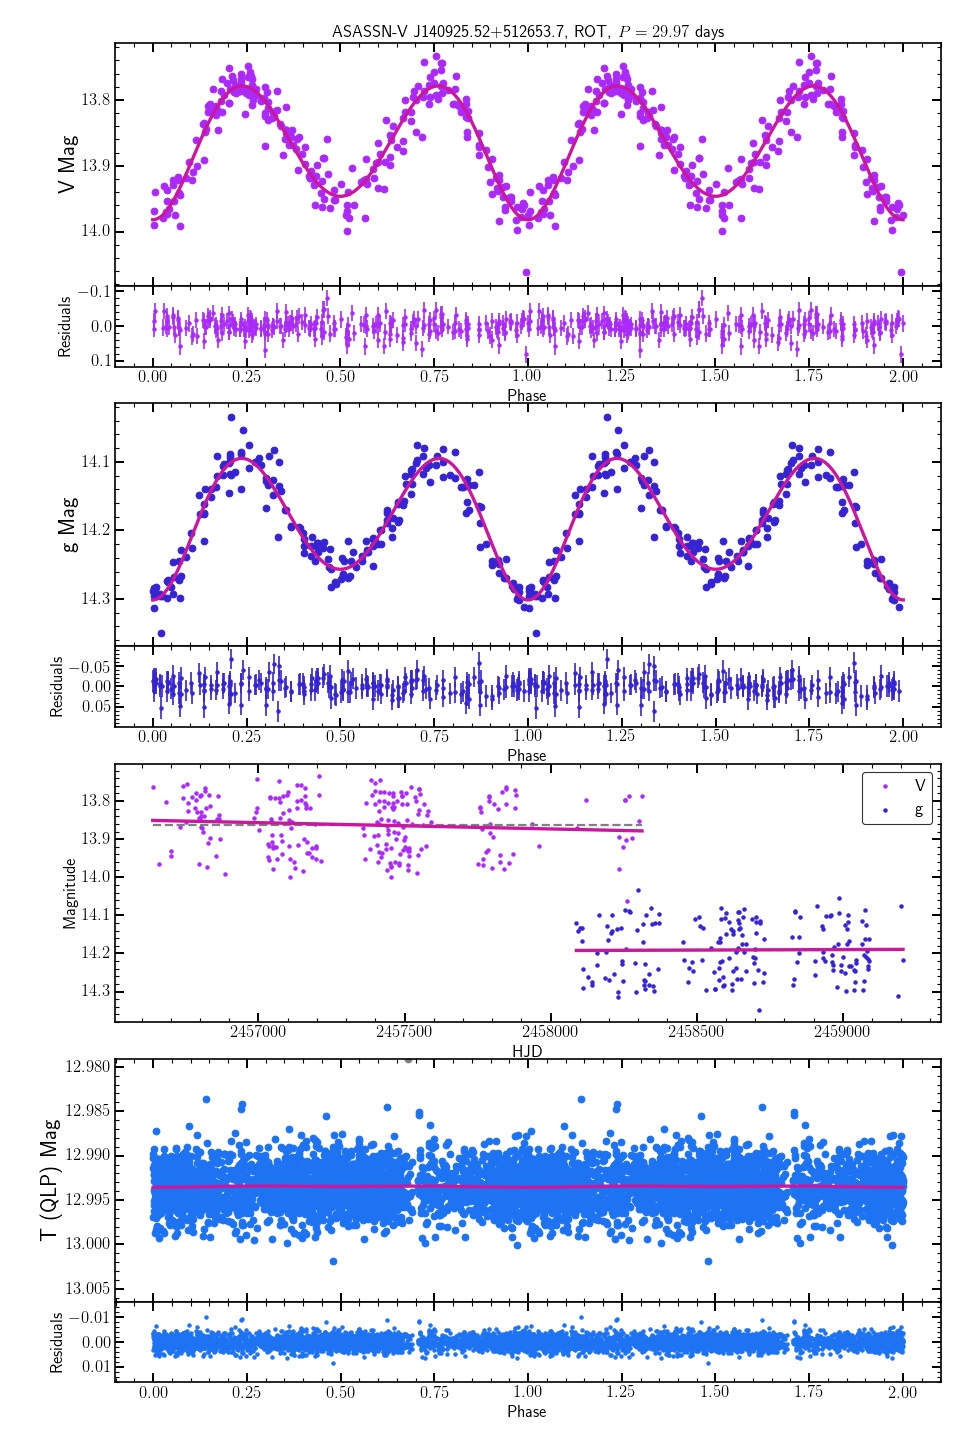 ASASSN-V J140925.52+512653.7, ROT, P = 29.97 days
V Mag
13.8
13.9
14.0
Residuals
−0.1
0.0
0.1
0.00 0.25 0.50 0.75 1.00 1.25 1.50 1.75 2.00
Phase
g Mag
14.1
14.2
14.3
Residuals
−0.05
0.00
0.05
0.00 0.25 0.50 0.75 1.00 1.25 1.50 1.75 2.00
Phase
Magnitude
13.8
13.9
14.0
14.1
14.2
14.3
V
g
2457000 2457500 2458000 2458500 2459000
HJD
T (QLP) Mag
12.980
12.985
12.990
12.995
13.000
13.005
Residuals
−0.01
0.00
0.01
0.00 0.25 0.50 0.75 1.00 1.25 1.50 1.75 2.00
Phase